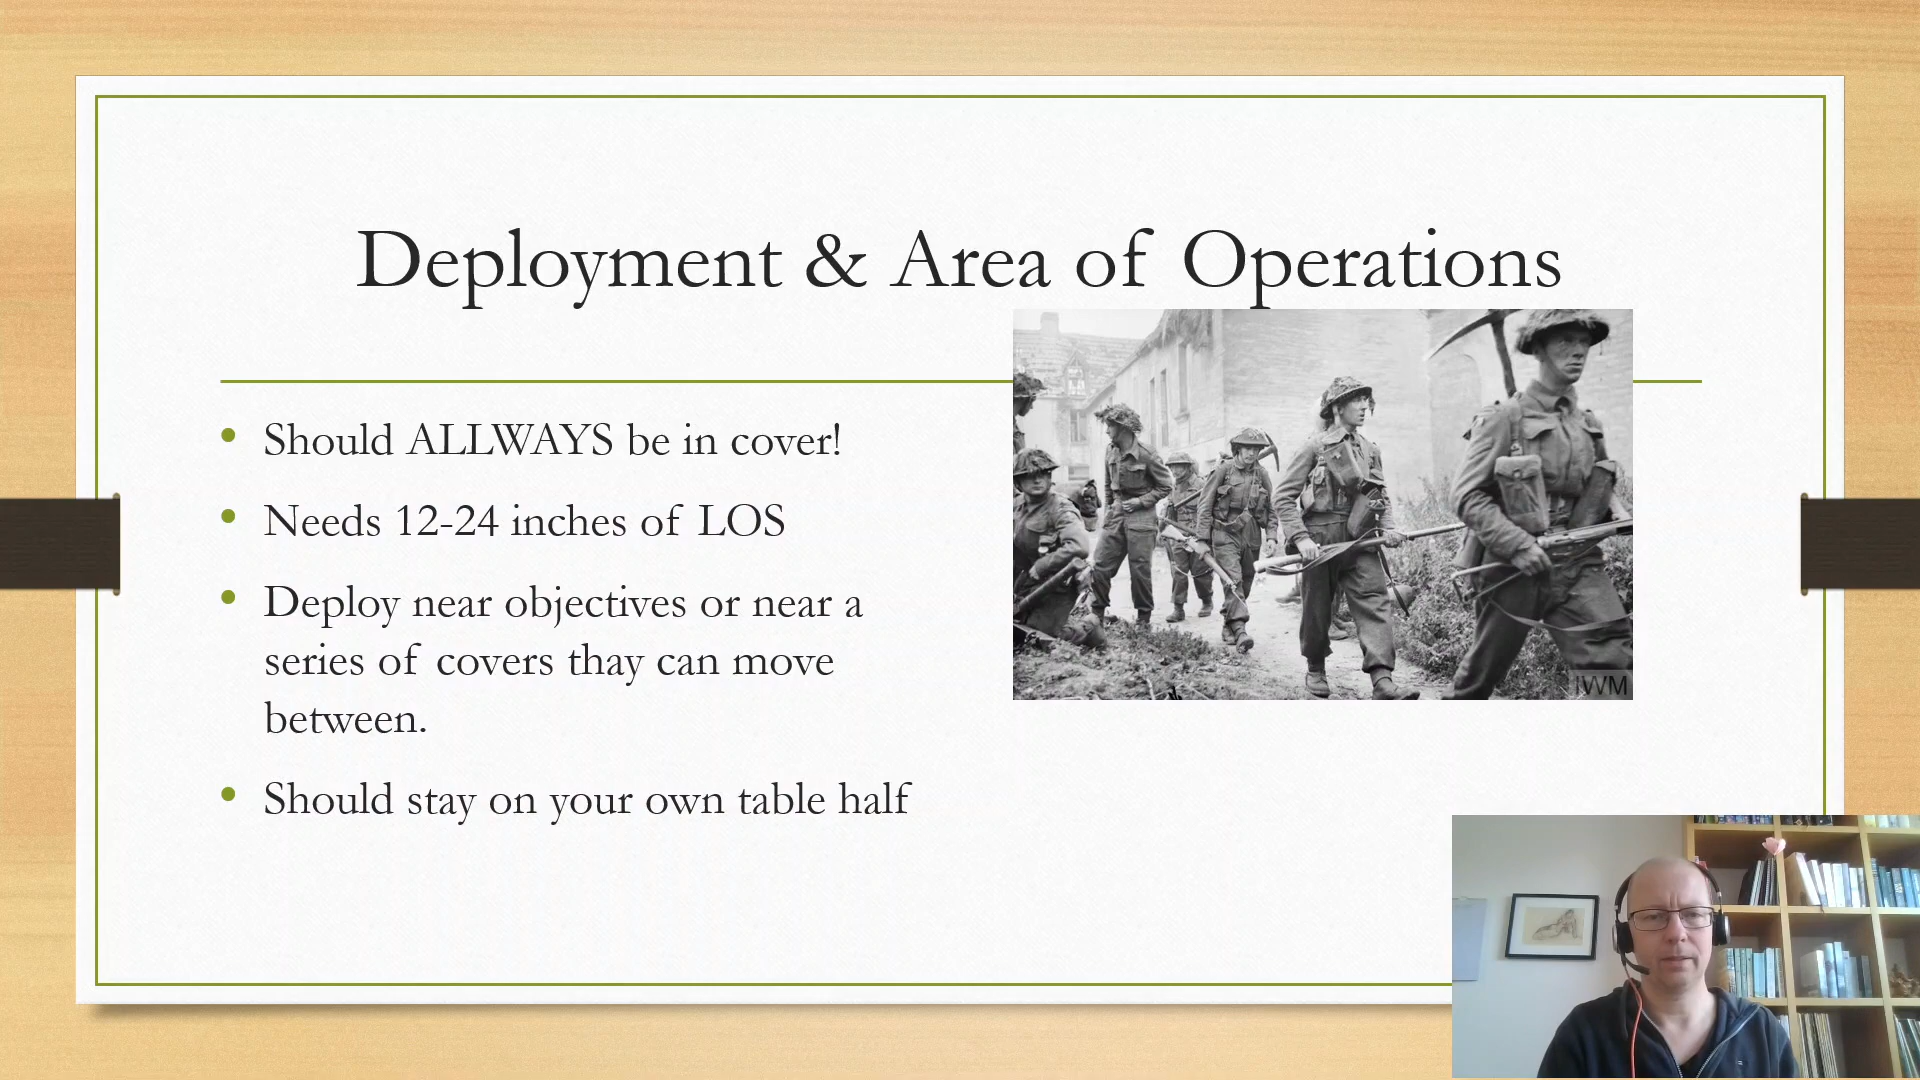 Deployment & Area of Operations
Should ALLWAYS be in cover!
Needs 12-24 inches of LOS
Deploy near objectives or near a
series of covers thay can move
between.
Should stay on your own table half
IWM